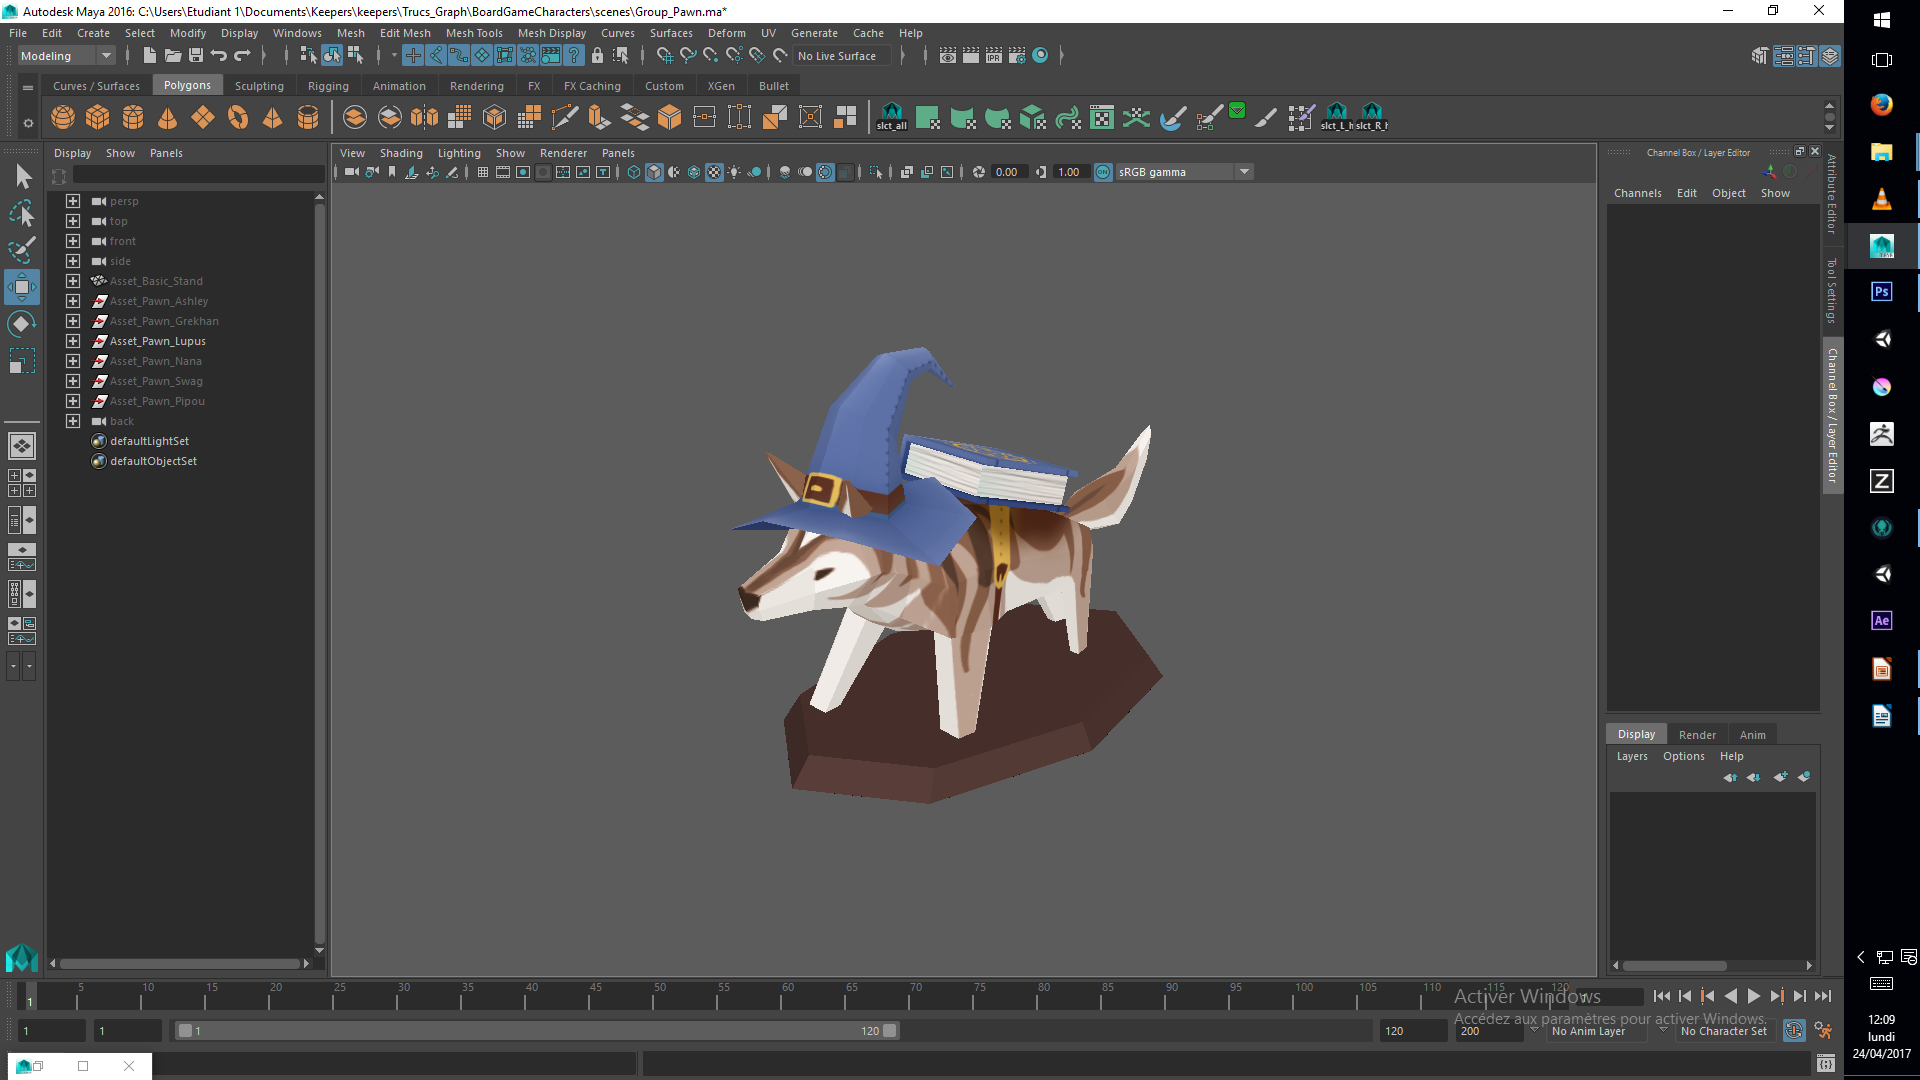 Autodesk Maya 2016: C:\Users\Etudiant 1\Documents\Keepers\keepers\Trucs_Graph\BoardGameCharacters\scenes\Group_Pawn.ma*
File Edit Create Select Modify Display Windows Mesh Edit Mesh Mesh Tools Mesh Display Curves Surfaces Deform UV Generate Cache Help
Modeling
No Live Surface
Curves / Surfaces Polygons Sculpting Rigging Animation Rendering FX FX Caching Custom XGen Bullet
slct_all
Display Show Panels
View Shading Lighting Show Renderer Panels
0.00
1.00
ON
sRGB gamma
persp
top
front
side
Asset_Basic_Stand
Asset_Pawn_Ashley
Asset_Pawn_Grekhan
Asset_Pawn_Lupus
Asset_Pawn_Nana
Asset_Pawn_Swag
Asset_Pawn_Pipou
back
defaultLightSet
defaultObjectSet
Channel Box / Layer Editor
Channels Edit Object Show
Attribute Editor
Tool Settings
Channel Box / Layer Editor
Display Render Anim
Layers Options Help
Ps
Z
Ae
1
5 10 15 20 25 30 35 40 45 50 55 60 65 70 75 80 85 90 95 100 105 110 115 120
Activer Windows
Accédez aux paramètres pour activer Windows.
1
1
1
120
120
200
No Anim Layer
No Character Set
12:09
lundi
24/04/2017